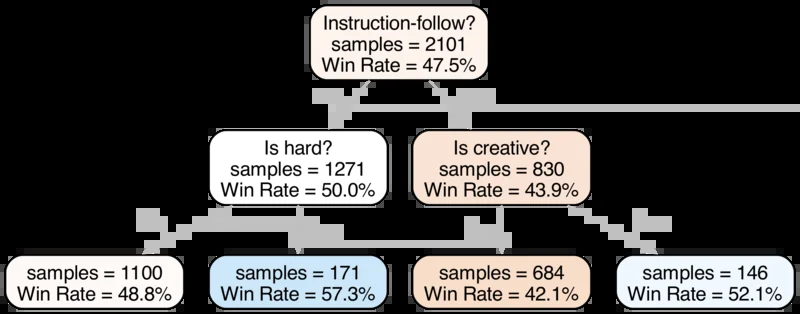 Instruction-follow?
samples = 2101
Win Rate = 47.5%
Is hard?
samples = 1271
Win Rate = 50.0%
Is creative?
samples = 830
Win Rate = 43.9%
samples = 1100
Win Rate = 48.8%
samples = 171
Win Rate = 57.3%
samples = 684
Win Rate = 42.1%
samples = 146
Win Rate = 52.1%